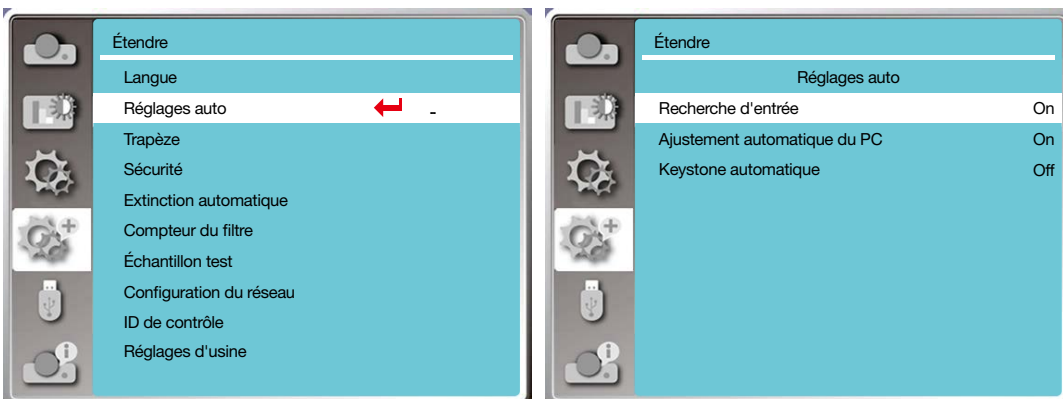 Étendre
Langue
Réglages auto -
Trapèze
Sécurité
Extinction automatique
Compteur du filtre
Échantillon test
Configuration du réseau
ID de contrôle
Réglages d'usine
Étendre
Réglages auto
Recherche d'entrée On
Ajustement automatique du PC On
Keystone automatique Off